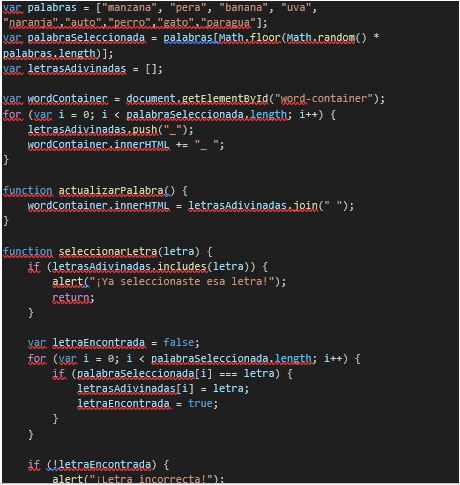 var palabras = ["manzana", "pera", "banana", "uva",
"naranja","auto","perro","gato","paragua"];
var palabraSeleccionada = palabras[Math.floor(Math.random() *
palabras.length)];
var letrasAdivinadas = [];

var wordContainer = document.getElementById("word-container");
for (var i = 0; i < palabraSeleccionada.length; i++) {
    letrasAdivinadas.push("_");
    wordContainer.innerHTML += "_ ";
}

function actualizarPalabra() {
    wordContainer.innerHTML = letrasAdivinadas.join(" ");
}

function seleccionarLetra(letra) {
    if (letrasAdivinadas.includes(letra)) {
        alert("¡Ya seleccionaste esa letra!");
        return;
    }

    var letraEncontrada = false;
    for (var i = 0; i < palabraSeleccionada.length; i++) {
        if (palabraSeleccionada[i] === letra) {
            letrasAdivinadas[i] = letra;
            letraEncontrada = true;
        }
    }

    if (!letraEncontrada) {
        alert("¡Letra incorrecta!");